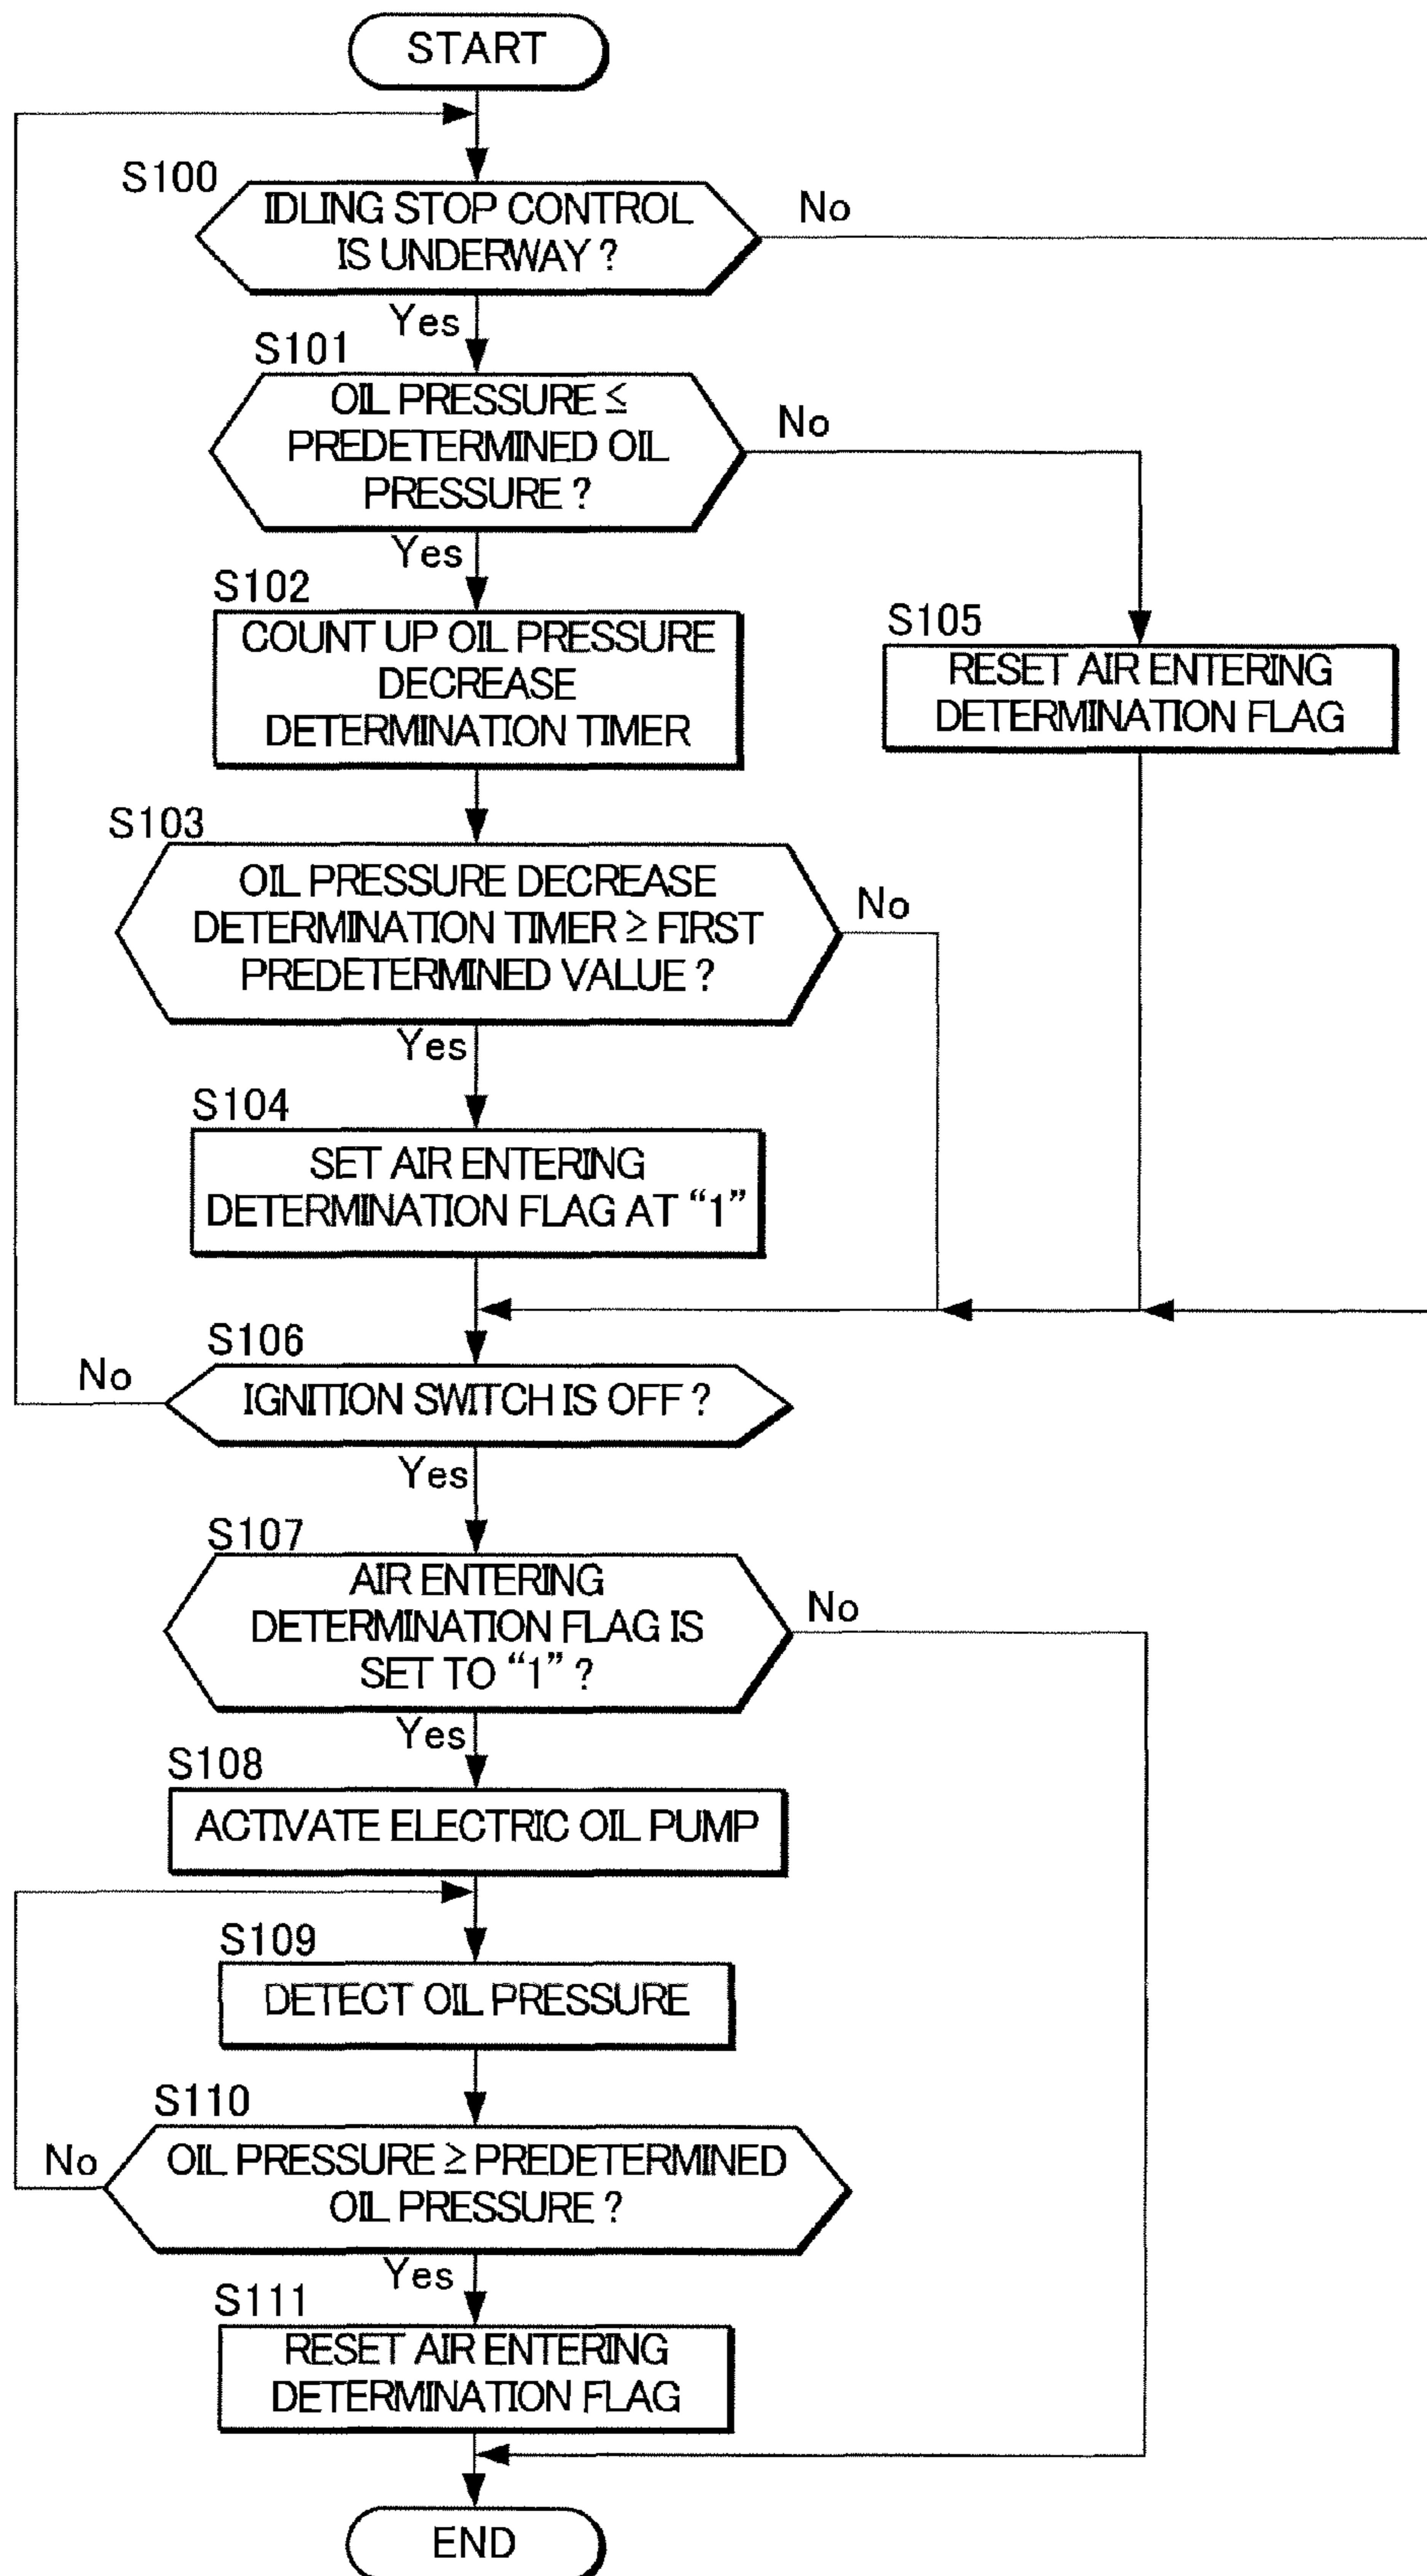 START
S100
IDLING STOP CONTROL
IS UNDERWAY ?
No
Yes
S101
OIL PRESSURE ≦
PREDETERMINED OIL
PRESSURE ?
No
Yes
S102
COUNT UP OIL PRESSURE
DECREASE
DETERMINATION TIMER
S105
RESET AIR ENTERING
DETERMINATION FLAG
S103
OIL PRESSURE DECREASE
DETERMINATION TIMER ≧ FIRST
PREDETERMINED VALUE ?
No
Yes
S104
SET AIR ENTERING
DETERMINATION FLAG AT “1”
S106
No
IGNITION SWITCH IS OFF ?
Yes
S107
AIR ENTERING
DETERMINATION FLAG IS
SET TO “1” ?
No
Yes
S108
ACTIVATE ELECTRIC OIL PUMP
S109
DETECT OIL PRESSURE
S110
No
OIL PRESSURE ≧ PREDETERMINED
OIL PRESSURE ?
Yes
S111
RESET AIR ENTERING
DETERMINATION FLAG
END